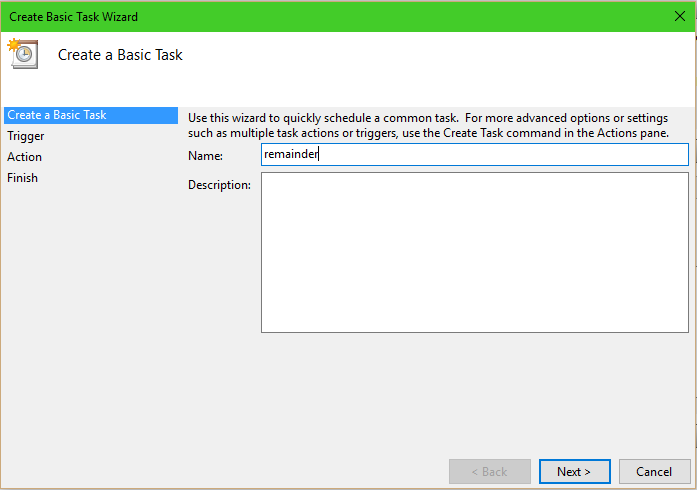 Create Basic Task Wizard
Create a Basic Task
Create a Basic Task
Use this wizard to quickly schedule a common task.  For more advanced options or settings
such as multiple task actions or triggers, use the Create Task command in the Actions pane.
Trigger
Name: remainder
Action
Finish
Description:
< Back Next > Cancel